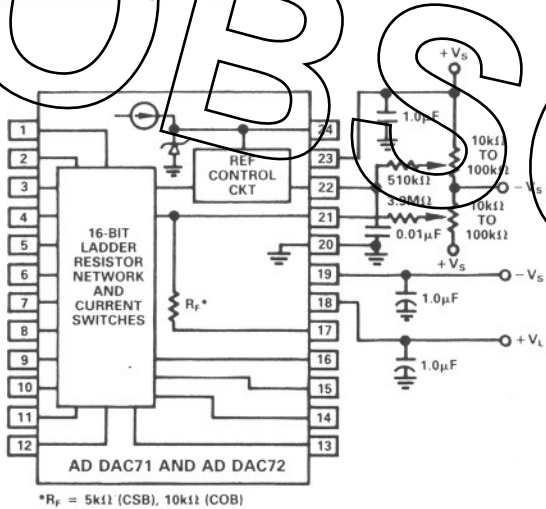 OBSO
+VS
1.0µF
10kΩ
TO
100kΩ
510kΩ
-VS
3.9MΩ
10kΩ
TO
100kΩ
0.01µF
+VS
-VS
1.0µF
+VL
1.0µF
1
2
3
4
5
6
7
8
9
10
11
12
24
23
22
21
20
19
18
17
16
15
14
13
REF
CONTROL
CKT
16-BIT
LADDER
RESISTOR
NETWORK
AND
CURRENT
SWITCHES
RF*
AD DAC71 AND AD DAC72
*RF = 5kΩ (CSB), 10kΩ (COB)